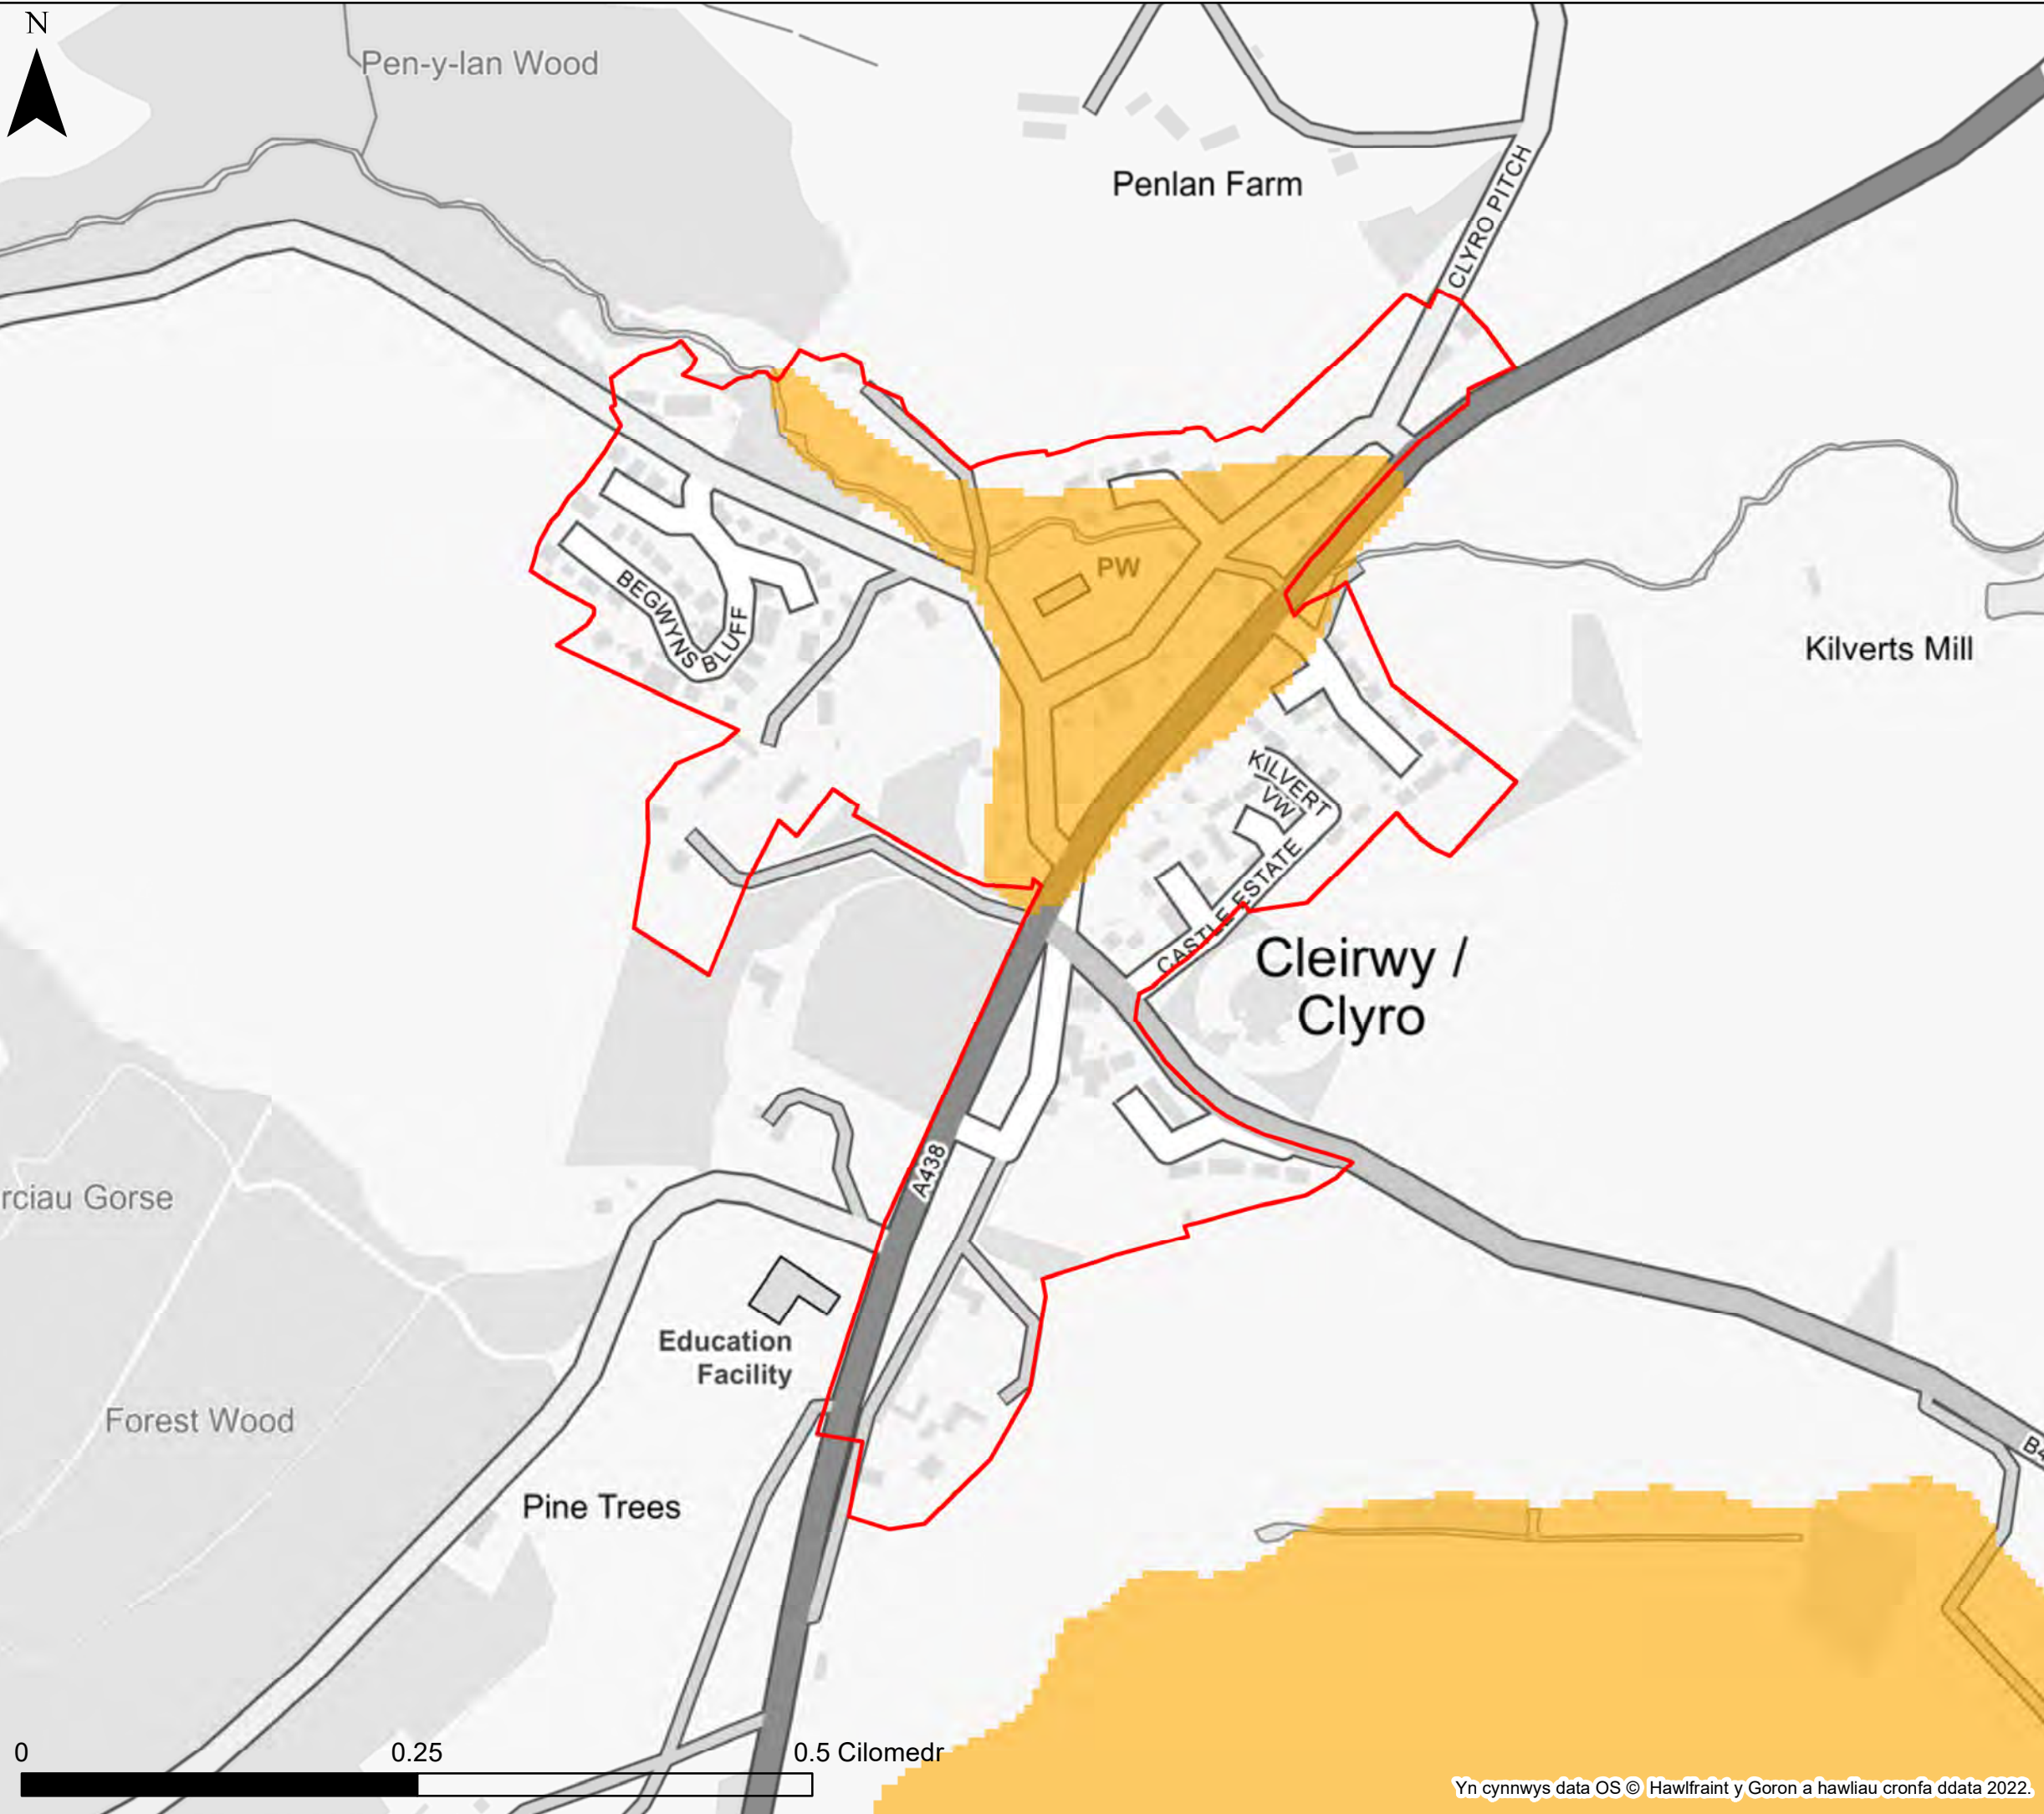 N
Pen-y-lan Wood
Penlan Farm
CLYRO PITCH
PW
BEGWYNS BLUFF
Kilverts Mill
KILVERT
VW
CASTLE ESTATE
Cleirwy /
Clyro
A438
rciau Gorse
Education
Facility
Forest Wood
B4
Pine Trees
0
0.25
0.5 Cilomedr
Yn cynnwys data OS © Hawlfraint y Goron a hawliau cronfa ddata 2022.